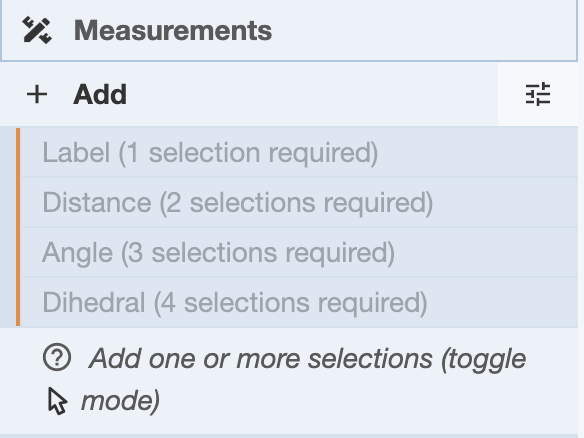 Measurements
Add
Label (1 selection required)
Distance (2 selections required)
Angle (3 selections required)
Dihedral (4 selections required)
Add one or more selections (toggle
mode)